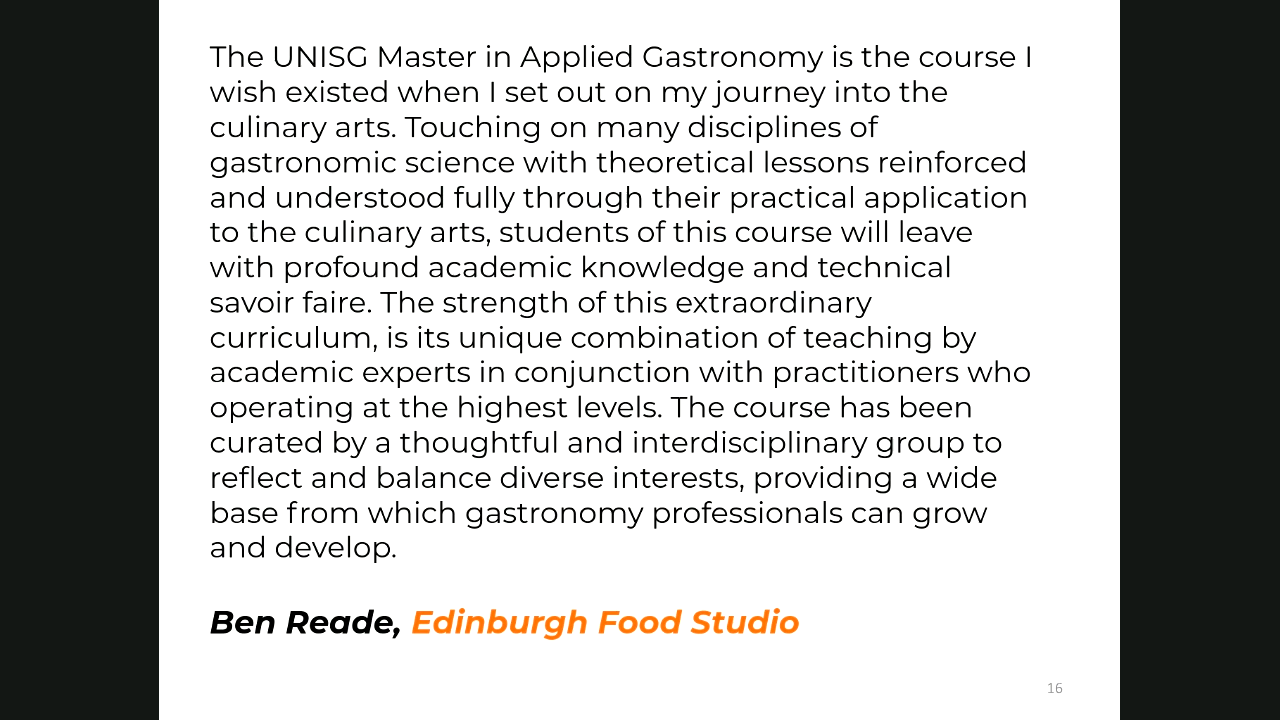 The UNISG Master in Applied Gastronomy is the course I
wish existed when I set out on my journey into the
culinary arts. Touching on many disciplines of
gastronomic science with theoretical lessons reinforced
and understood fully through their practical application
to the culinary arts, students of this course will leave
with profound academic knowledge and technical
savoir faire. The strength of this extraordinary
curriculum, is its unique combination of teaching by
academic experts in conjunction with practitioners who
operating at the highest levels. The course has been
curated by a thoughtful and interdisciplinary group to
reflect and balance diverse interests, providing a wide
base from which gastronomy professionals can grow
and develop.
Ben Reade, Edinburgh Food Studio
16